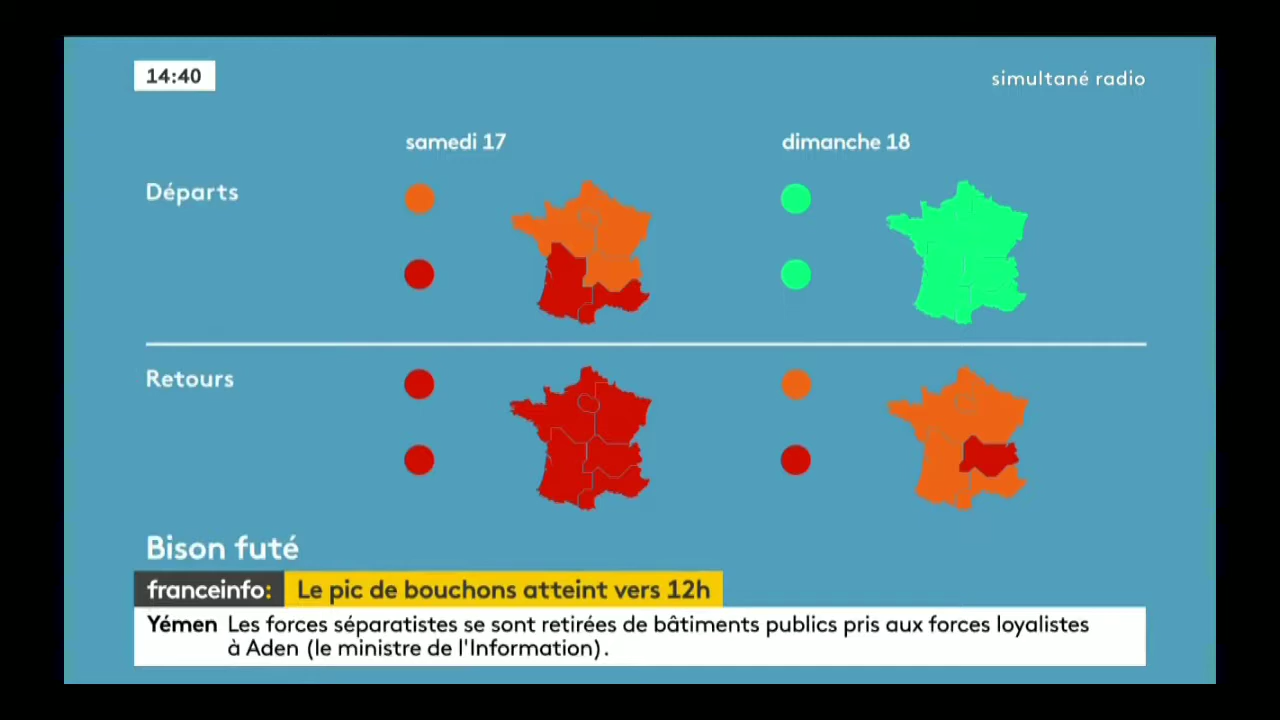 14:40
simultané radio
samedi 17
dimanche 18
Départs
Retours
Bison futé
franceinfo: Le pic de bouchons atteint vers 12h
Yémen Les forces séparatistes se sont retirées de bâtiments publics pris aux forces loyalistes
à Aden (le ministre de l'Information).